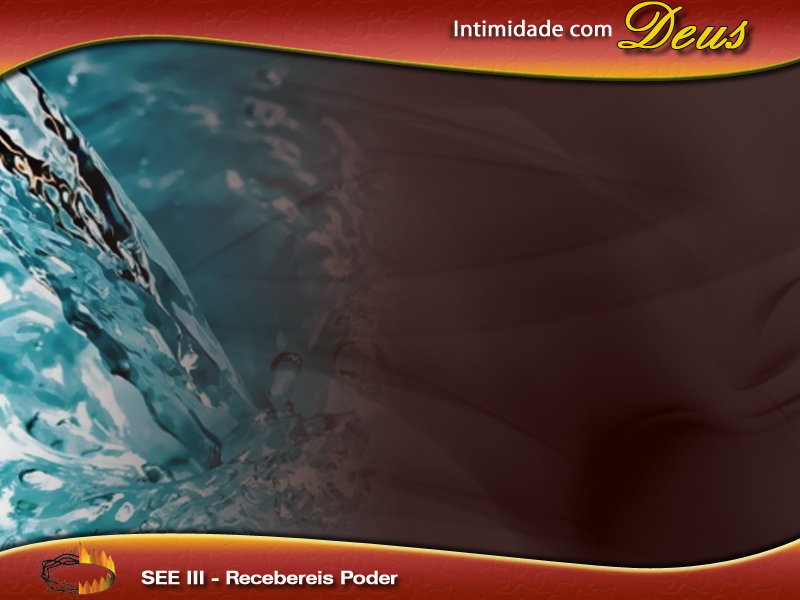 Intimidade com Deus
SEE III - Recebereis Poder